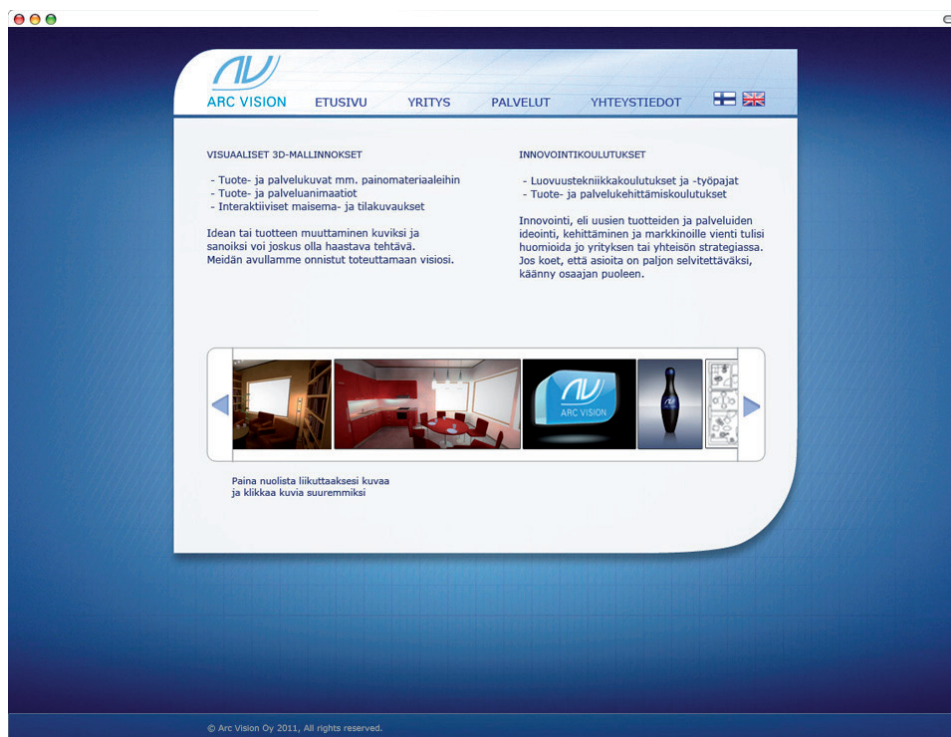 ARC VISION
ETUSIVU YRITYS PALVELUT YHTEYSTIEDOT
VISUAALISET 3D-MALLINNOKSET
- Tuote- ja palvelukuvat mm. painomateriaaleihin
- Tuote- ja palveluanimaatiot
- Interaktiiviset maisema- ja tilakuvaukset
Idean tai tuotteen muuttaminen kuviksi ja
sanoiksi voi joskus olla haastava tehtävä.
Meidän avullamme onnistut toteuttamaan visiosi.
INNOVOINTIKOULUTUKSET
- Luovuustekniikkakoulutukset ja -työpajat
- Tuote- ja palvelukehittämiskoulutukset
Innovointi, eli uusien tuotteiden ja palveluiden
ideointi, kehittäminen ja markkinoille vienti tulisi
huomioida jo yrityksen tai yhteisön strategiassa.
Jos koet, että asioita on paljon selvitettäväksi,
käänny osaajan puoleen.
ARC VISION
Paina nuolista liikuttaaksesi kuvaa
ja klikkaa kuvia suuremmiksi
© Arc Vision Oy 2011, All rights reserved.